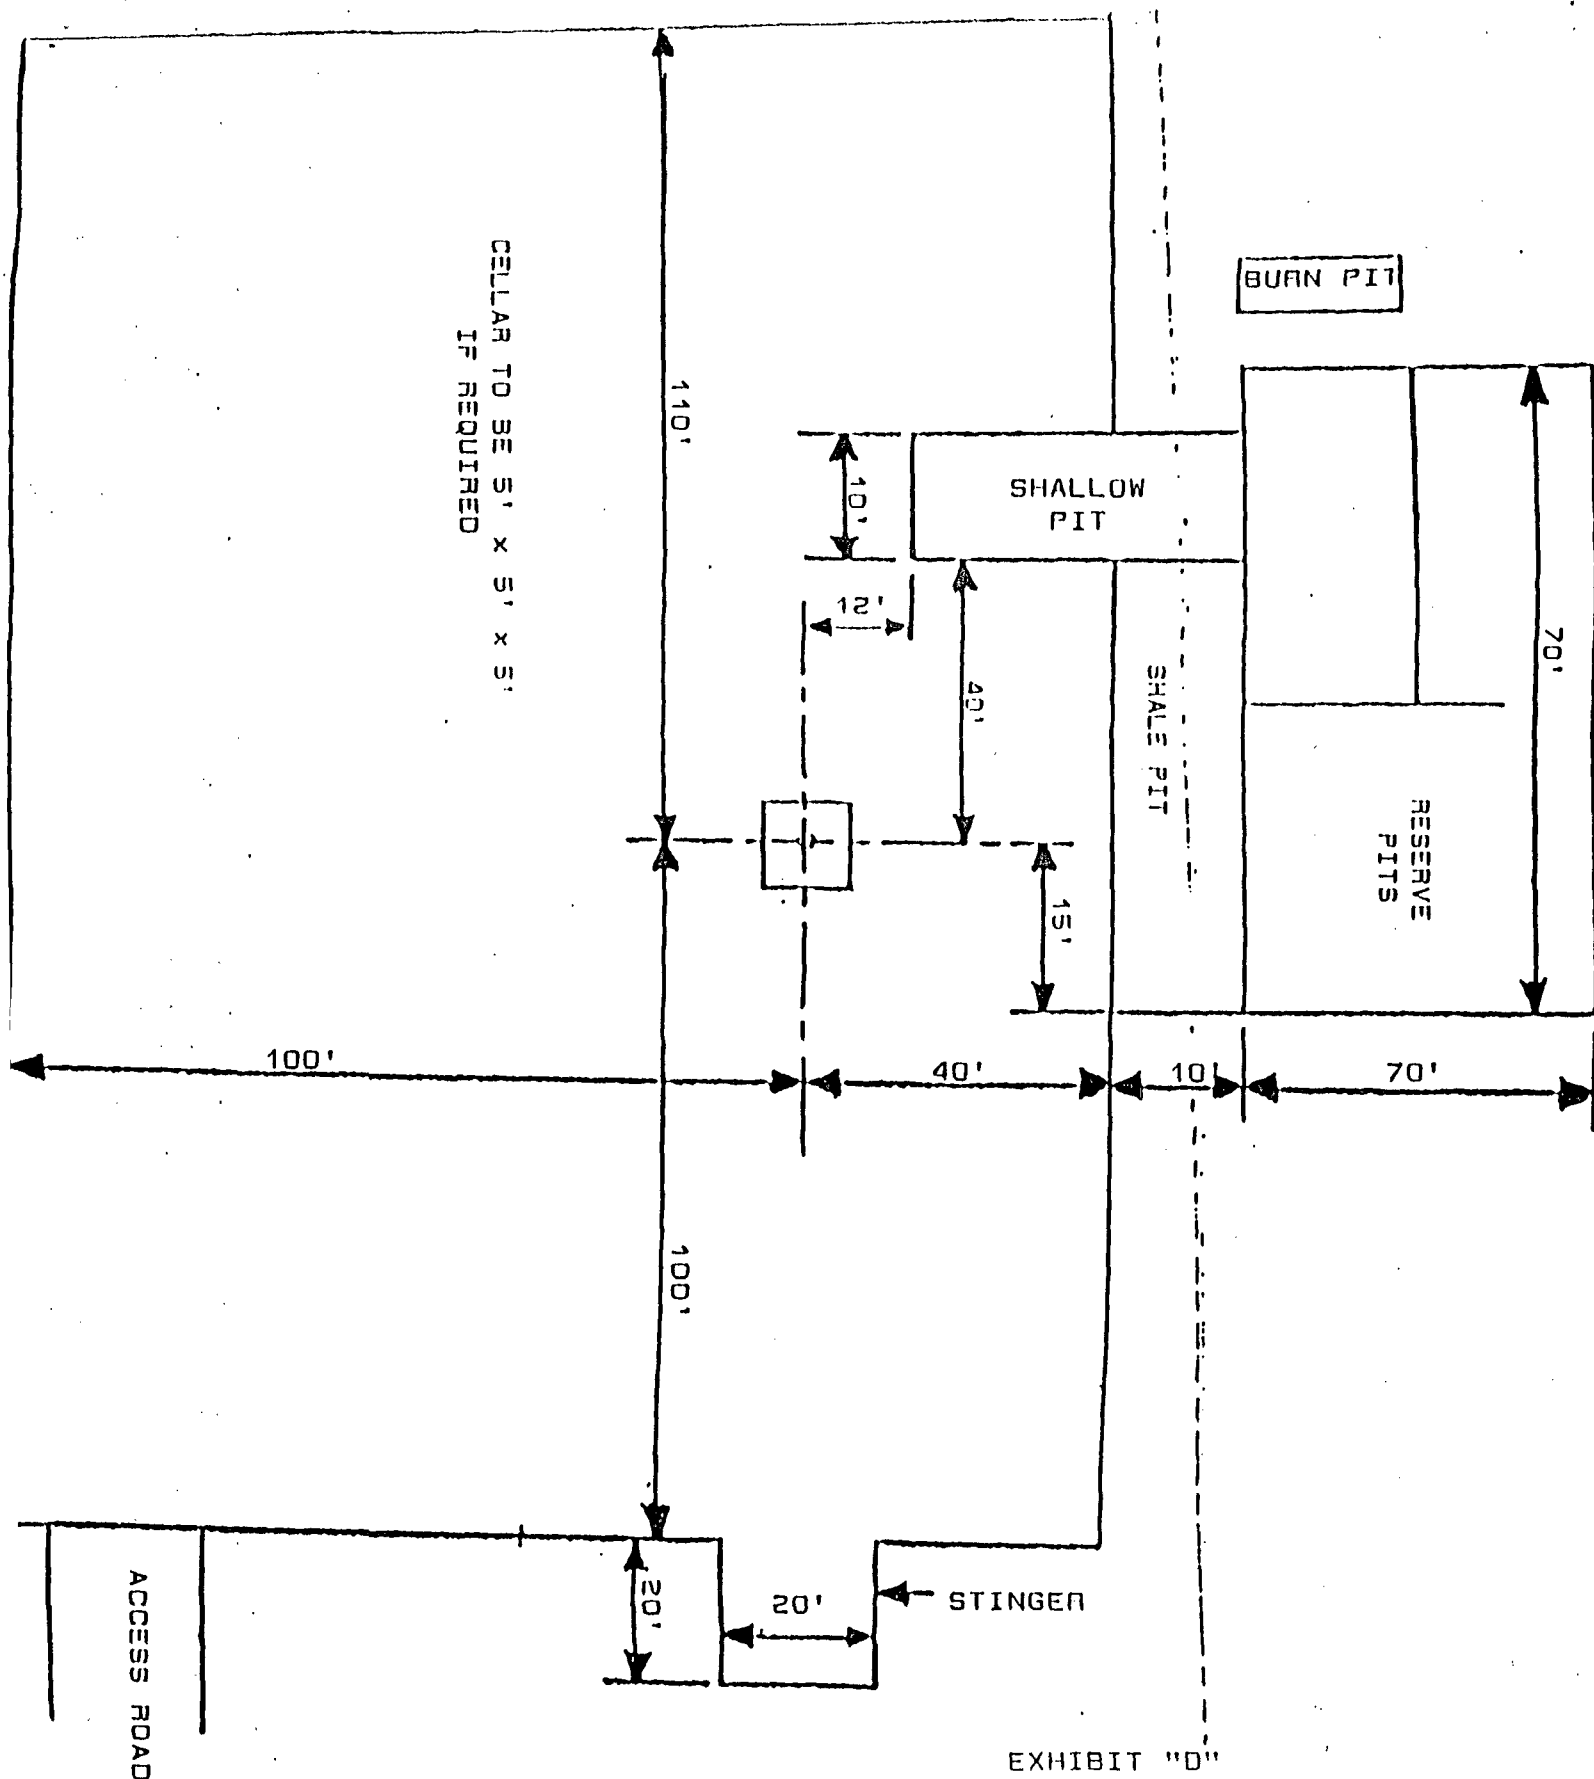 BURN PIT
CELLAR TO BE 5' x 5' x 5'
IF REQUIRED
110'
10'
SHALLOW
PIT
12'
40'
70'
SHALE PIT
RESERVE
PITS
15'
100'
40'
10'
70'
100'
20'
20'
STINGER
ACCESS ROAD
EXHIBIT "D"